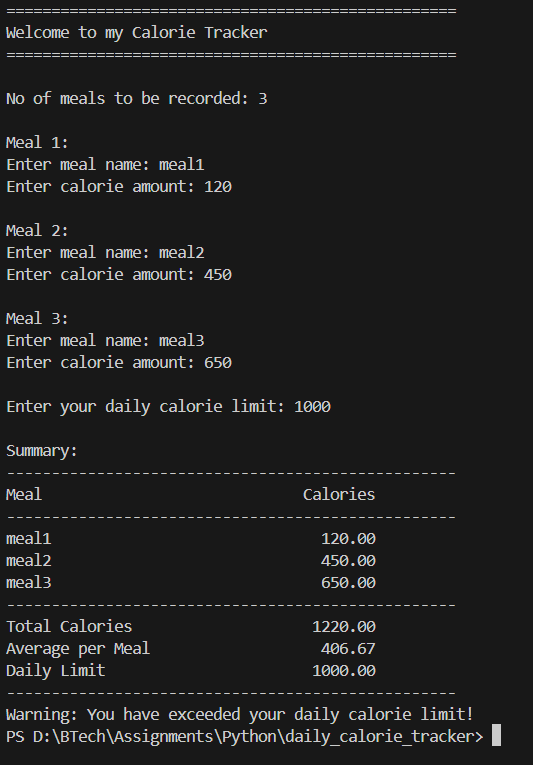 ==================================================
Welcome to my Calorie Tracker
==================================================
No of meals to be recorded: 3
Meal 1:
Enter meal name: meal1
Enter calorie amount: 120
Meal 2:
Enter meal name: meal2
Enter calorie amount: 450
Meal 3:
Enter meal name: meal3
Enter calorie amount: 650
Enter your daily calorie limit: 1000
Summary:
--------------------------------------------------
Meal                             Calories
--------------------------------------------------
meal1                              120.00
meal2                              450.00
meal3                              650.00
--------------------------------------------------
Total Calories                    1220.00
Average per Meal                   406.67
Daily Limit                       1000.00
--------------------------------------------------
Warning: You have exceeded your daily calorie limit!
PS D:\BTech\Assignments\Python\daily_calorie_tracker>